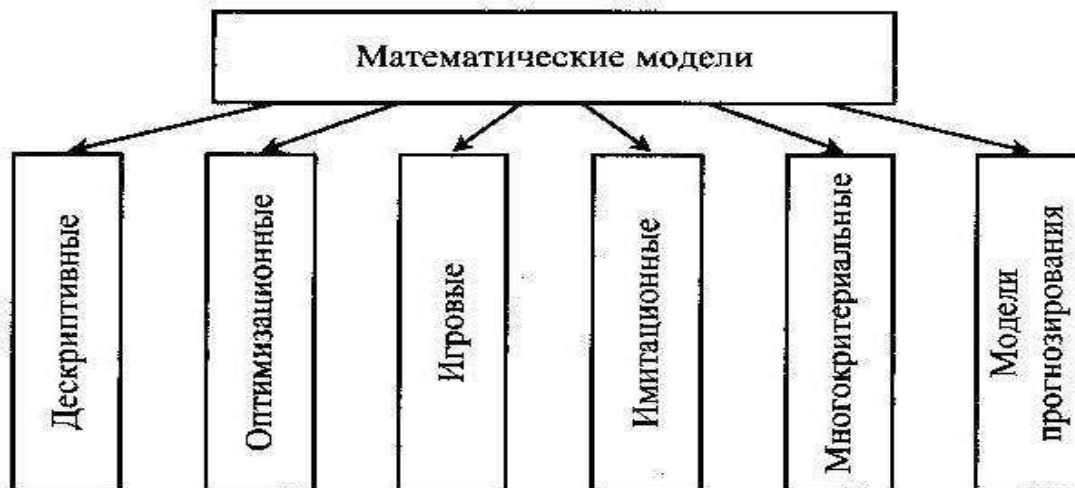 Математические модели
Дескриптивные
Оптимизационные
Игровые
Имитационные
Многокритериальные
Модели
прогнозирования